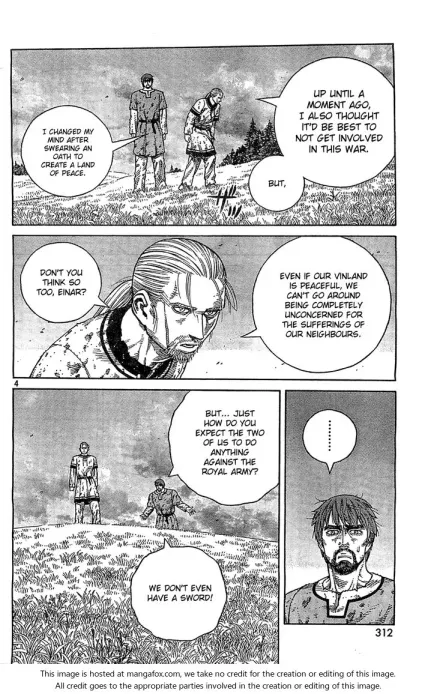 UP UNTIL A
MOMENT AGO,
I ALSO THOUGHT
IT'D BE BEST TO
NOT GET INVOLVED
IN THIS WAR.
BUT,
I CHANGED MY
MIND AFTER
SWEARING AN
OATH TO
CREATE A LAND
OF PEACE.
EVEN IF OUR VINLAND
IS PEACEFUL, WE
CAN'T GO AROUND
BEING COMPLETELY
UNCONCERNED FOR
THE SUFFERINGS OF
OUR NEIGHBOURS.
DON'T YOU
THINK SO
TOO, EINAR?
4
.........
BUT... JUST
HOW DO YOU
EXPECT THE TWO
OF US TO DO
ANYTHING
AGAINST THE
ROYAL ARMY?
WE DON'T EVEN
HAVE A SWORD!
312
This image is hosted at mangafox.com, we take no credit for the creation or editing of this image.
All credit goes to the appropriate parties involved in the creation or editing of this image.